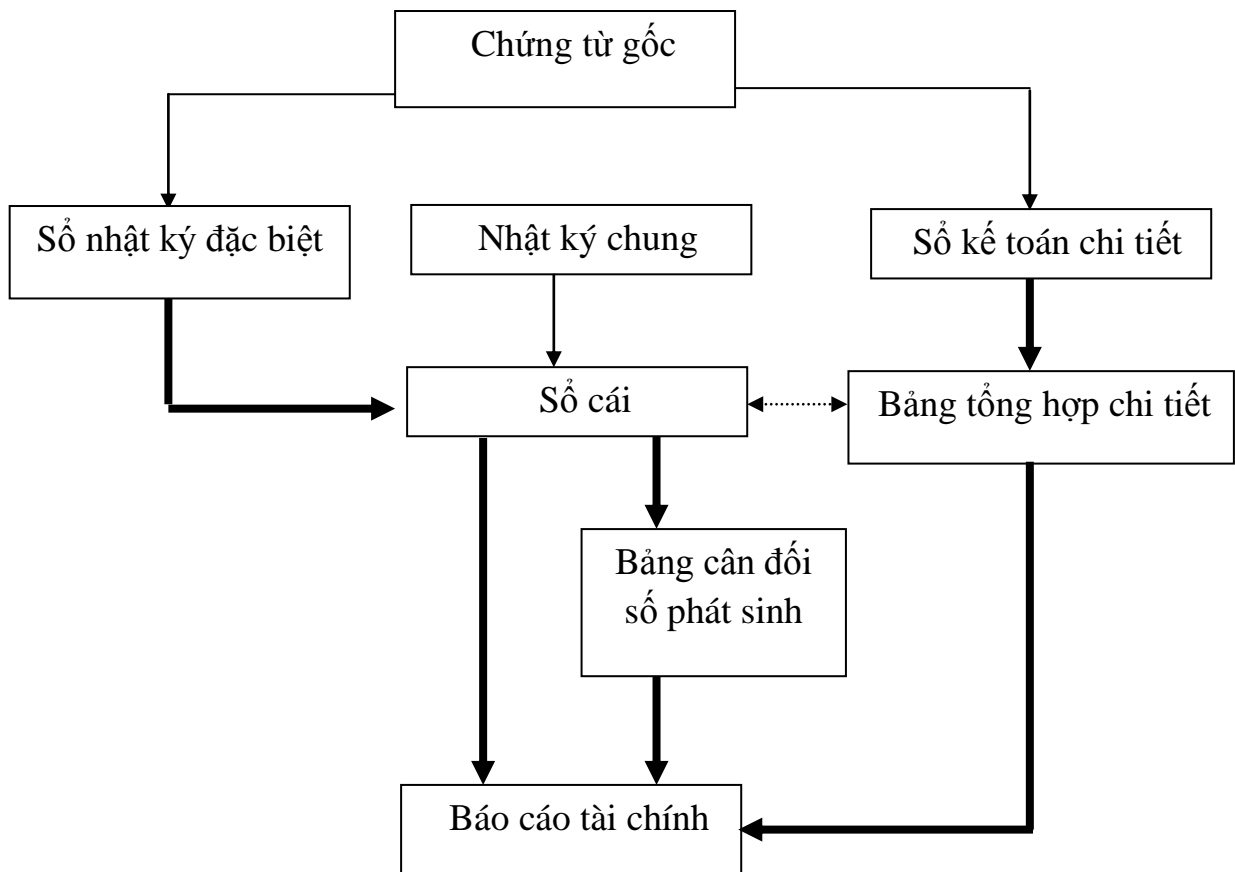 Chứng từ gốc
Sổ nhật ký đặc biệt
Nhật ký chung
Sổ kế toán chi tiết
Sổ cái
Bảng tổng hợp chi tiết
Bảng cân đối
số phát sinh
Báo cáo tài chính